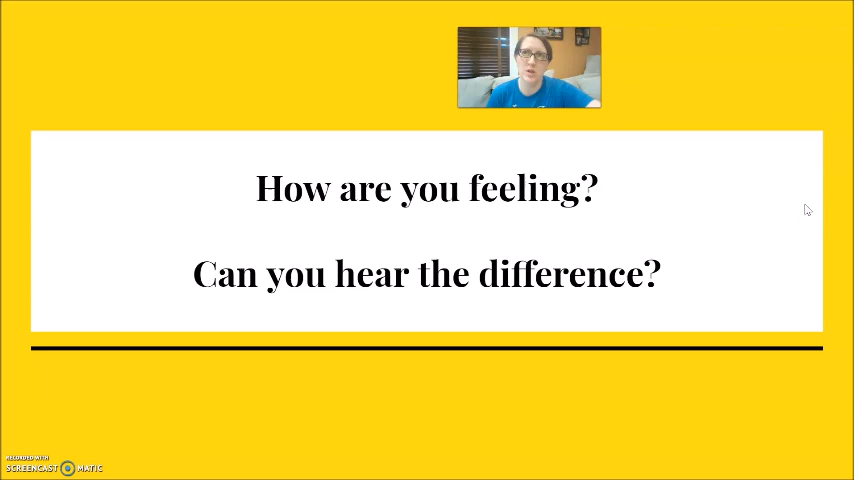 How are you feeling?
Can you hear the difference?
RECORDED WITH
SCREENCAST MATIC